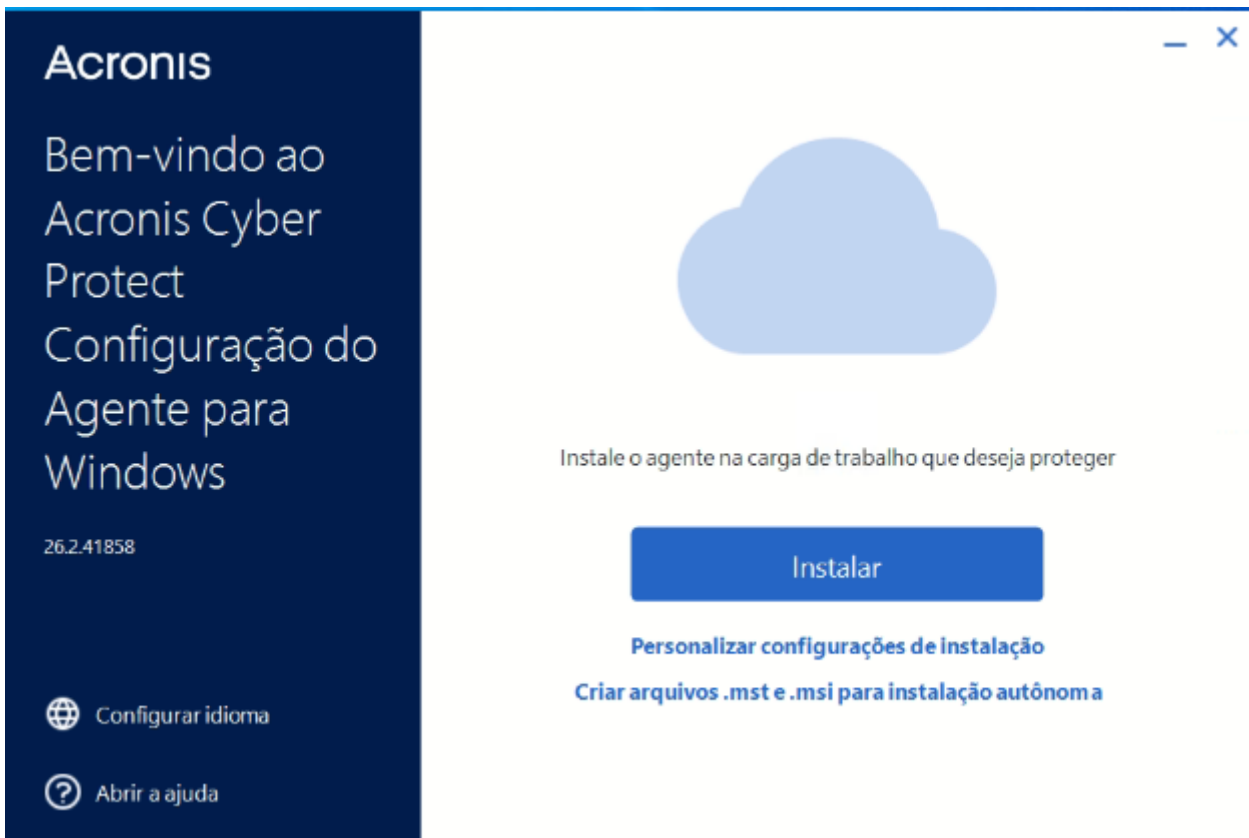 Acronis
Bem-vindo ao
Acronis Cyber
Protect
Configuração do
Agente para
Windows
26.2.41858
Configurar idioma
Abrir a ajuda
Instale o agente na carga de trabalho que deseja proteger
Instalar
Personalizar configurações de instalação
Criar arquivos .mst e .msi para instalação autônoma